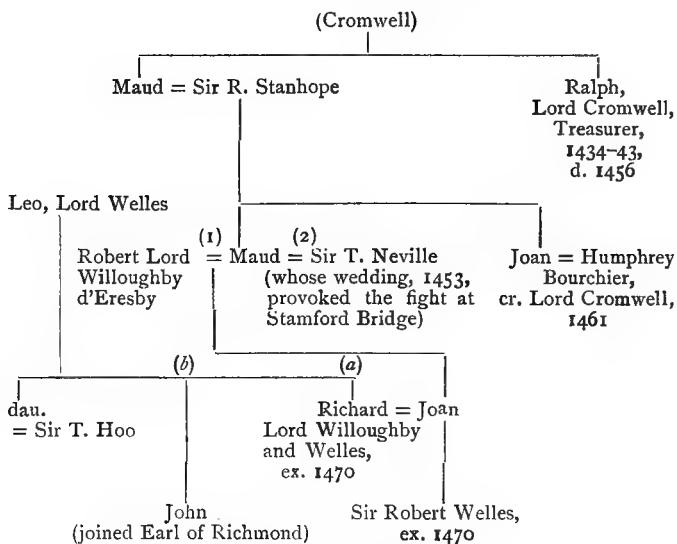 (Cromwell)
Maud = Sir R. Stanhope
Ralph,
Lord Cromwell,
Treasurer,
1434–43,
d. 1456
Leo, Lord Welles
(1) (2)
Robert Lord = Maud = Sir T. Neville
Willoughby (whose wedding, 1453,
d'Eresby provoked the fight at
Stamford Bridge)
Joan = Humphrey
Bourchier,
cr. Lord Cromwell,
1461
(b) (a)
dau.
= Sir T. Hoo
Richard = Joan
Lord Willoughby
and Welles,
ex. 1470
John
(joined Earl of Richmond)
Sir Robert Welles,
ex. 1470